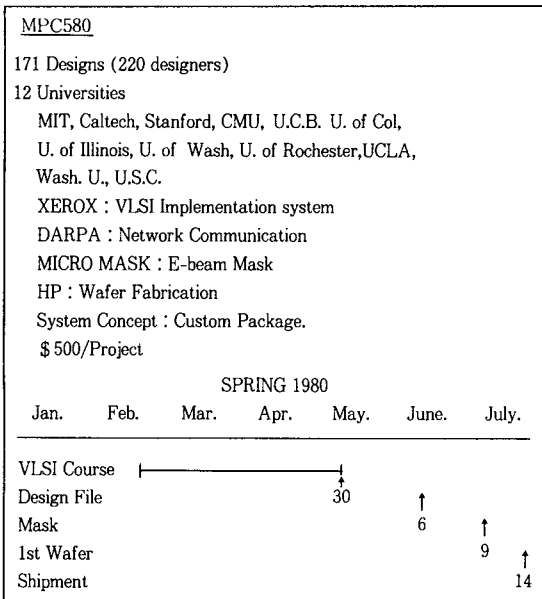 MPC580
171 Designs (220 designers)
12 Universities
MIT, Caltech, Stanford, CMU, U.C.B. U. of Col,
U. of Illinois, U. of Wash, U. of Rochester,UCLA,
Wash. U., U.S.C.
XEROX : VLSI Implementation system
DARPA : Network Communication
MICRO MASK : E-beam Mask
HP : Wafer Fabrication
System Concept : Custom Package.
$500/Project
SPRING 1980
Jan. Feb. Mar. Apr. May. June. July.
VLSI Course
Design File 30
Mask 6
1st Wafer 9
Shipment 14